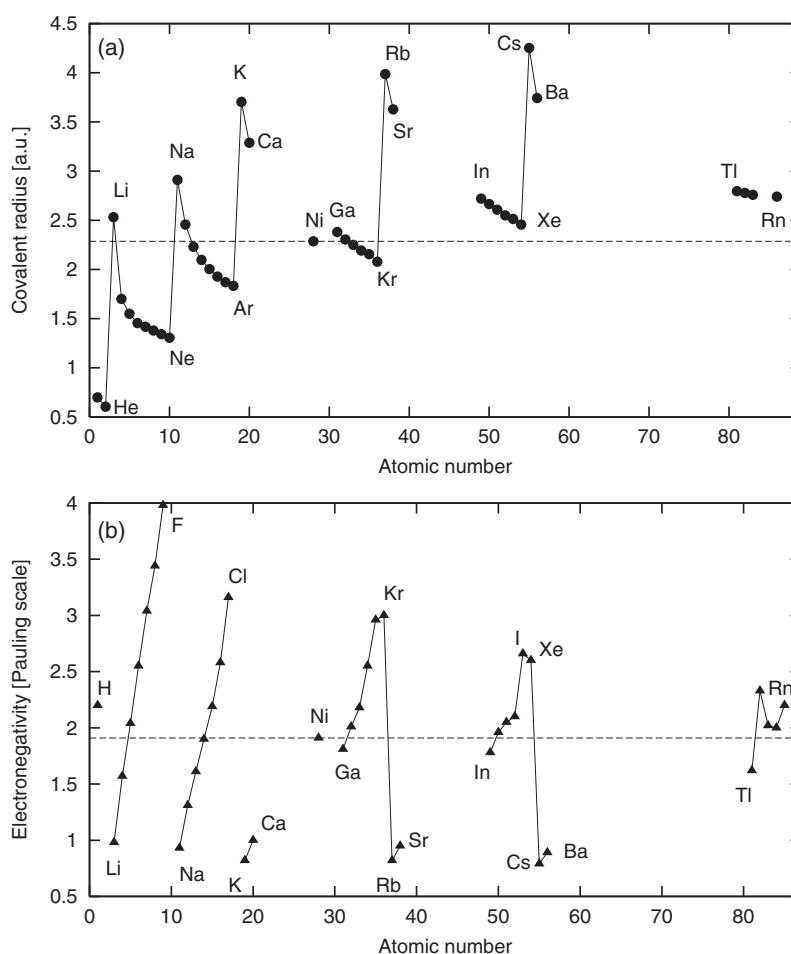 (a)
Covalent radius [a.u.]
4.5
4
3.5
3
2.5
2
1.5
1
0.5
He
Li
Ne
Na
Ar
K
Ca
Ni
Ga
Kr
Rb
Sr
In
Xe
Cs
Ba
Tl
Rn
0 10 20 30 40 50 60 70 80
Atomic number
(b)
Electronegativity [Pauling scale]
4
3.5
3
2.5
2
1.5
1
0.5
H
Li
F
Na
Cl
K
Ca
Ni
Ga
Kr
Rb
Sr
In
I
Xe
Cs
Ba
Tl
Rn
0 10 20 30 40 50 60 70 80
Atomic number